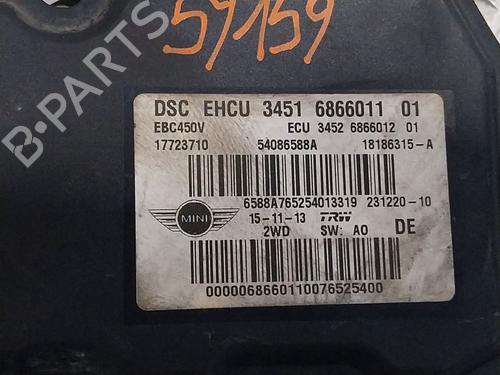 59159
B-PARTS
DSC EHCU 3451 6866011 01
EBC450V ECU 3452 6866012 01
17723710 54086588A 18186315-A
6588A765254013319 231220-10
MINI 15-11-13 TRW
2WD SW: A0 DE
0000068660110076525400